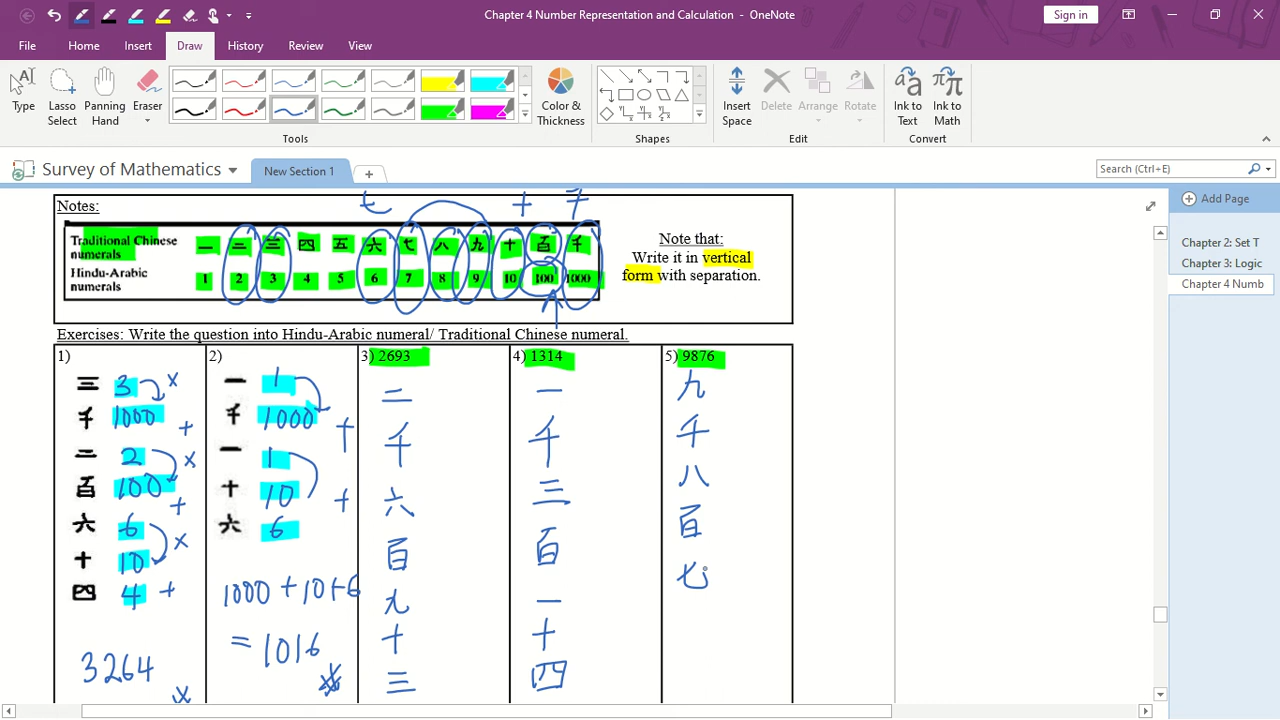 Chapter 4 Number Representation and Calculation - OneNote
Sign in
File Home Insert Draw History Review View
Type
Lasso Select
Panning Hand
Eraser
Color & Thickness
Insert Space
Delete
Arrange
Rotate
Ink to Text
Ink to Math
Tools
Shapes
Edit
Convert
Survey of Mathematics
New Section 1
Search (Ctrl+E)
Add Page
Chapter 2: Set T
Chapter 3: Logic
Chapter 4 Numb
Notes:
七 十 千
Traditional Chinese numerals 一 二 三 四 五 六 七 八 九 十 百 千
Hindu-Arabic numerals 1 2 3 4 5 6 7 8 9 10 100 1000
Note that:
Write it in vertical
form with separation.
Exercises: Write the question into Hindu-Arabic numeral/ Traditional Chinese numeral.
1)
三 3 ×
千 1000 +
二 2 ×
百 100 +
六 6 ×
十 10
四 4 +
3264
2)
一 1
千 1000 +
一 1
十 10 +
六 6
1000 + 10 + 6
= 1016
3) 2693
二
千
六
百
九
十
三
4) 1314
一
千
三
百
一
十
四
5) 9876
九
千
八
百
七